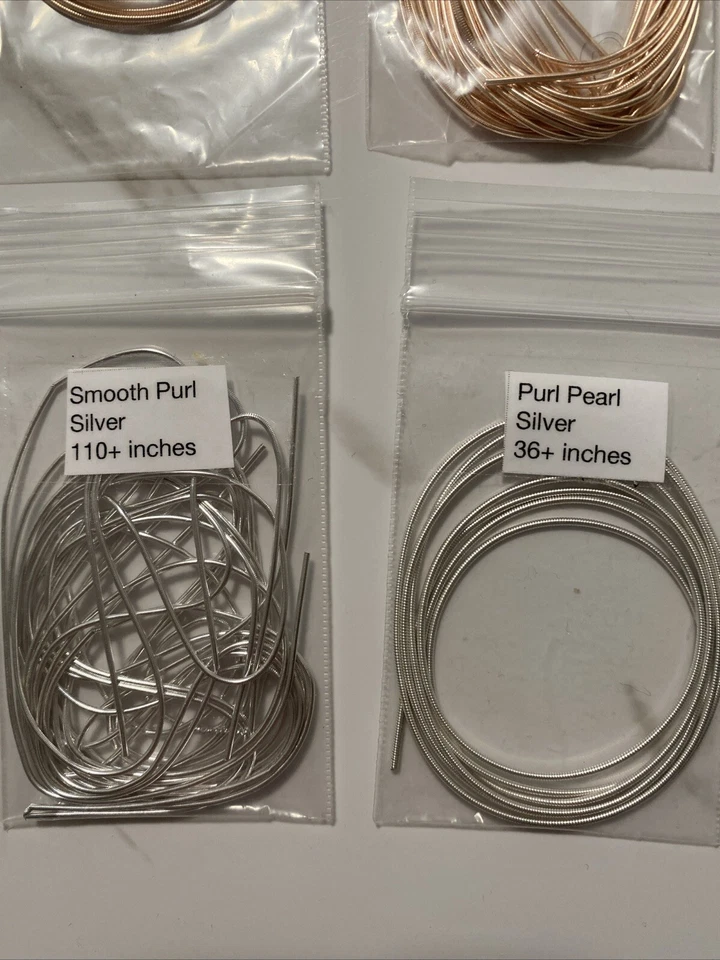 Smooth Purl
Silver
110+ inches
Purl Pearl
Silver
36+ inches